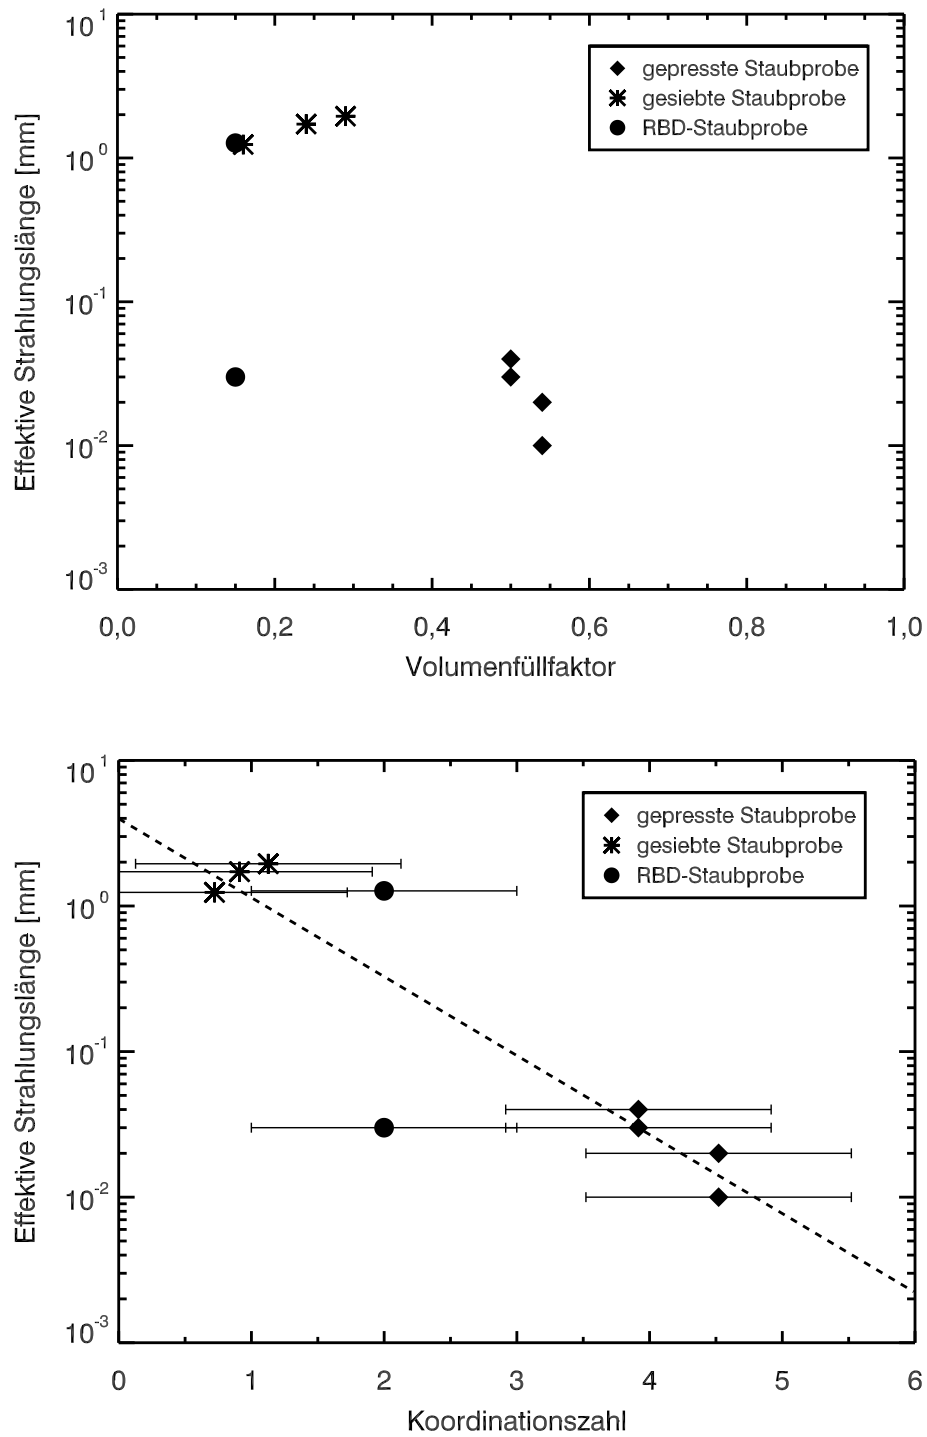 10^1
gepresste Staubprobe
gesiebte Staubprobe
RBD-Staubprobe
10^0
10^-1
10^-2
10^-3
Effektive Strahlungslänge [mm]
0,0 0,2 0,4 0,6 0,8 1,0
Volumenfüllfaktor
10^1
gepresste Staubprobe
gesiebte Staubprobe
RBD-Staubprobe
10^0
10^-1
10^-2
10^-3
Effektive Strahlungslänge [mm]
0 1 2 3 4 5 6
Koordinationszahl